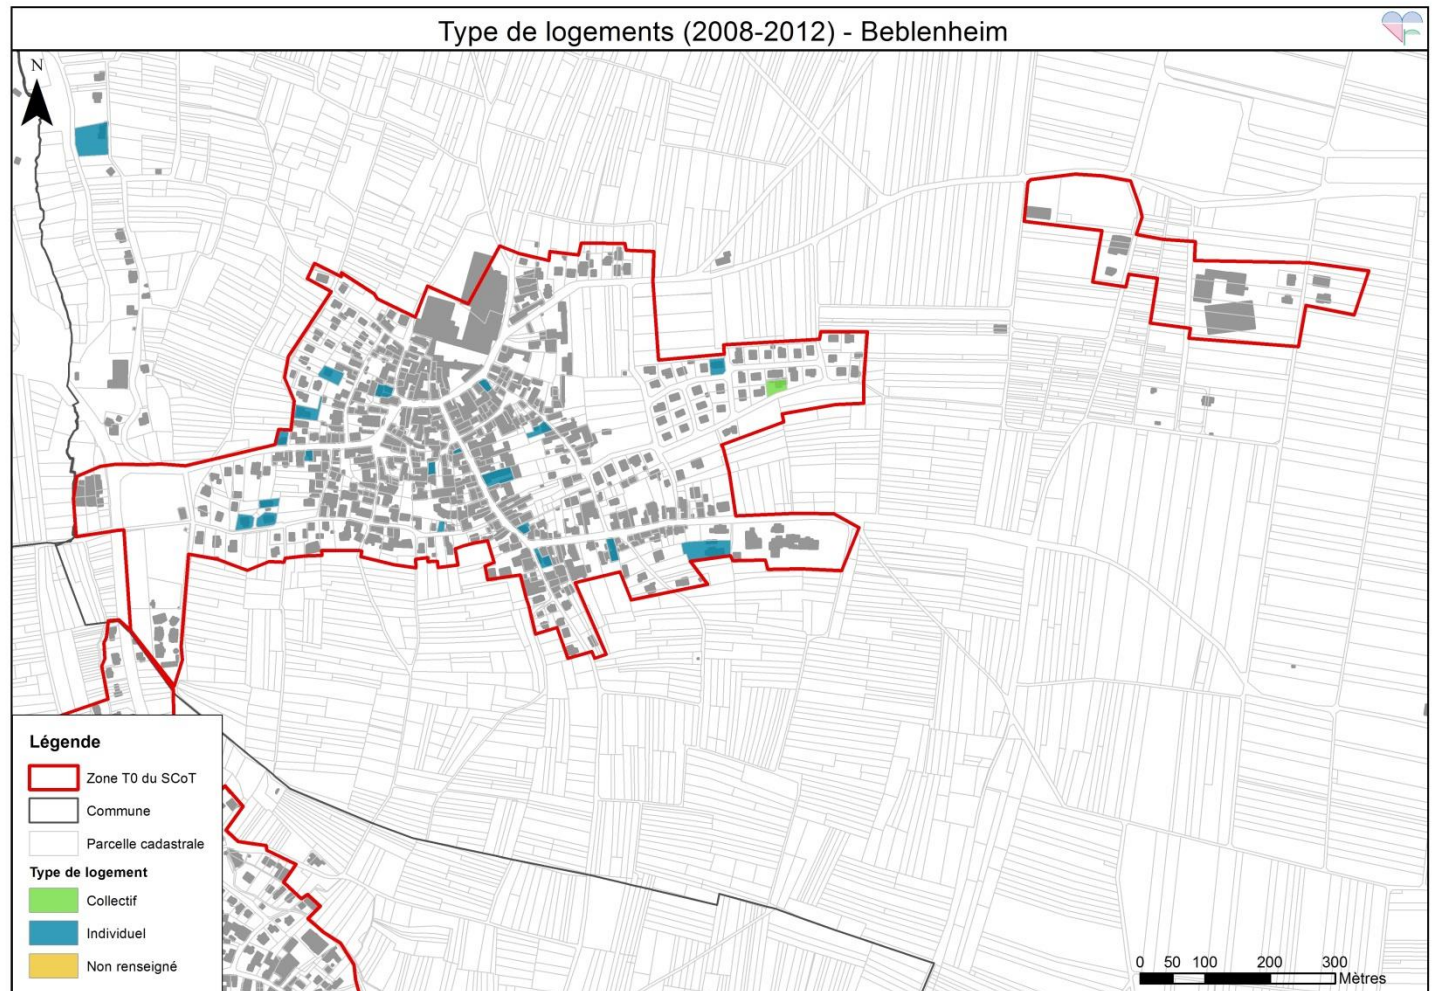 Type de logements (2008-2012) - Beblenheim
N
Légende
Zone T0 du SCoT
Commune
Parcelle cadastrale
Type de logement
Collectif
Individuel
Non renseigné
0 50 100 200 300
Mètres